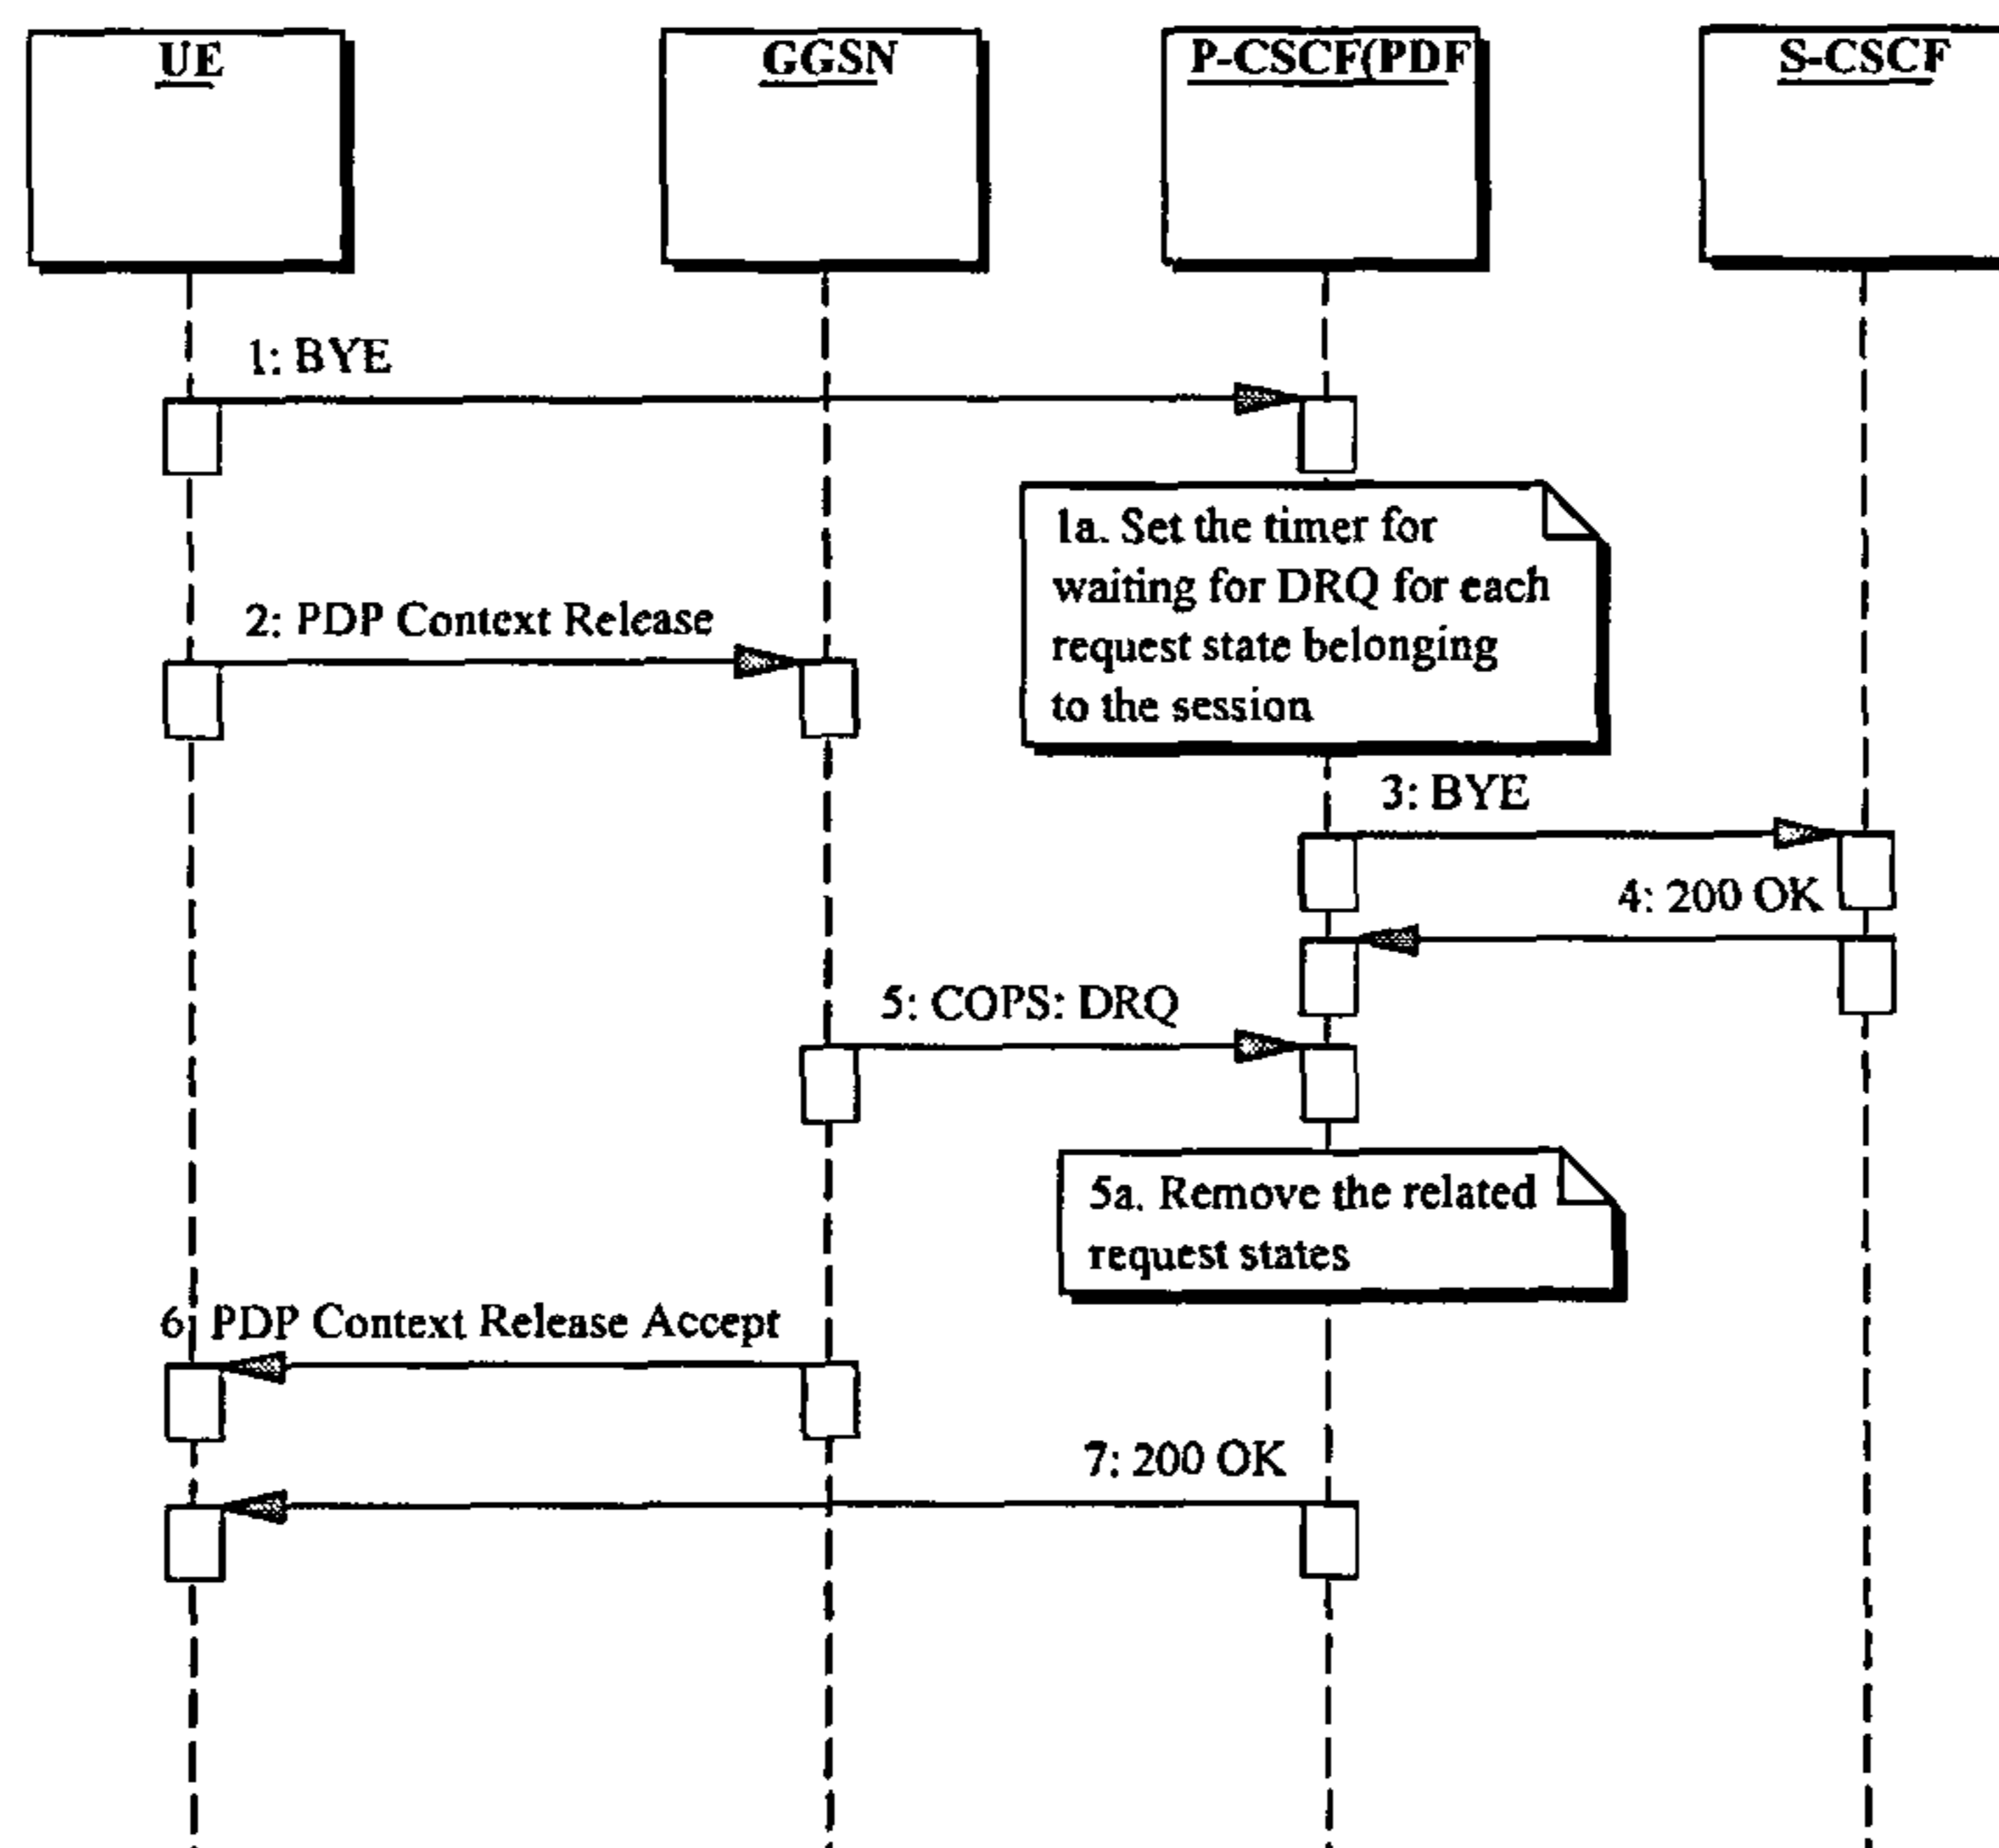 UE
GGSN
P-CSCF(PDF
S-CSCF
1: BYE
1a. Set the timer for
waiting for DRQ for each
request state belonging
to the session
2: PDP Context Release
3: BYE
4: 200 OK
5: COPS: DRQ
5a. Remove the related
request states
6: PDP Context Release Accept
7: 200 OK